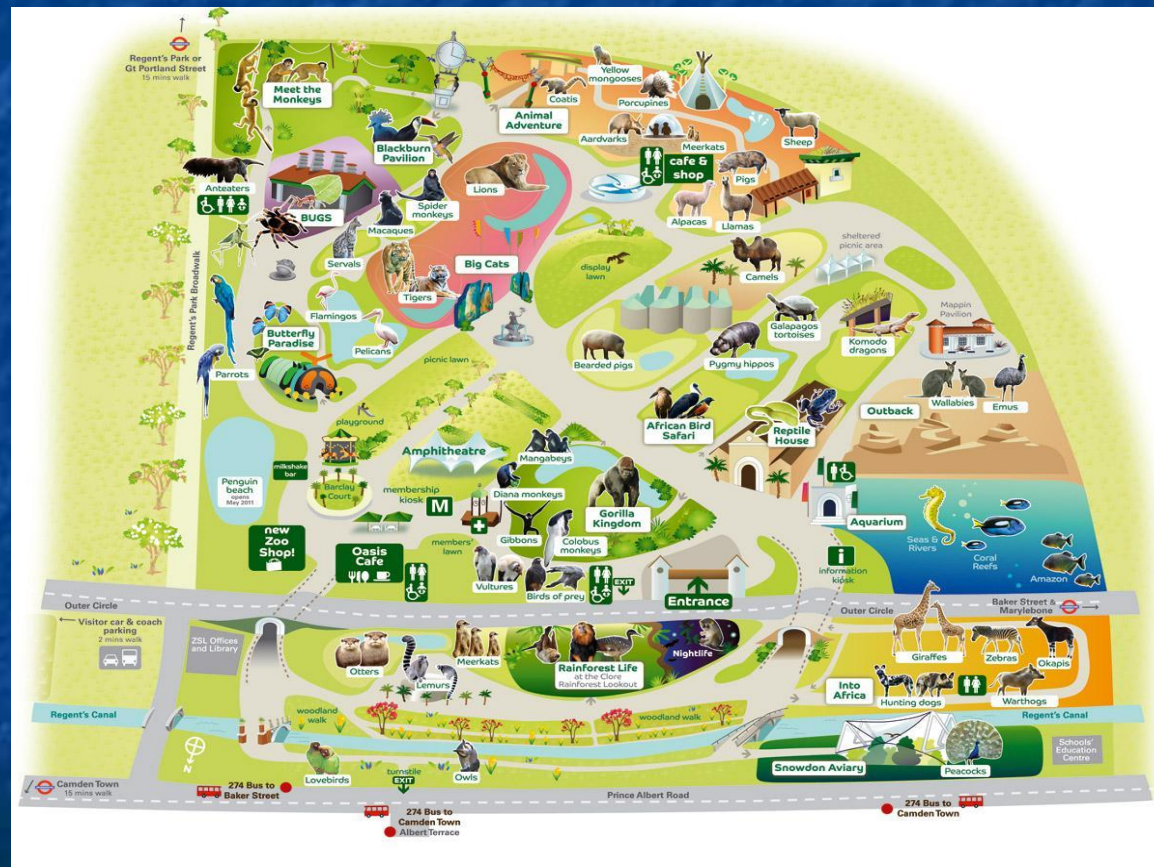 Regent's Park or
Gt Portland Street
15 mins walk
Meet the
Monkeys
Yellow
mongooses
Coatis
Porcupines
Animal
Adventure
Aardvarks
Meerkats
Sheep
Blackburn
Pavilion
cafe &
shop
Pigs
Lions
Anteaters
Spider
monkeys
Alpacas
Llamas
BUGS
Macaques
Servals
Big Cats
display
lawn
Camels
sheltered
picnic area
Tigers
Regent's Park Broadwalk
Flamingos
Butterfly
Paradise
Pelicans
Parrots
picnic lawn
Bearded pigs
Pygmy hippos
Galapagos
tortoises
Komodo
dragons
Mappin
Pavilion
Wallabies
Emus
Outback
African Bird
Safari
Reptile
House
playground
Amphitheatre
Mangabeys
milkshake
bar
Penguin
beach
opens
May 2011
Barclay
Court
membership
kiosk
M
Diana monkeys
Gorilla
Kingdom
Gibbons
Colobus
monkeys
new
Zoo
Shop!
Oasis
Cafe
members'
lawn
Vultures
Birds of prey
EXIT
Entrance
i
information
kiosk
Aquarium
Seas &
Rivers
Coral
Reefs
Amazon
Outer Circle
Outer Circle
Baker Street &
Marylebone
Visitor car & coach
parking
2 mins walk
ZSL Offices
and Library
Otters
Lemurs
Meerkats
Rainforest Life
at the Clore
Rainforest Lookout
Nightlife
Giraffes
Zebras
Okapis
Into
Africa
Hunting dogs
Warthogs
Regent's Canal
woodland
walk
woodland walk
Regent's Canal
N
Lovebirds
turnstile
EXIT
Owls
Snowdon Aviary
Peacocks
Schools'
Education
Centre
Camden Town
15 mins walk
274 Bus to
Baker Street
Prince Albert Road
274 Bus to
Camden Town
Albert Terrace
274 Bus to
Camden Town